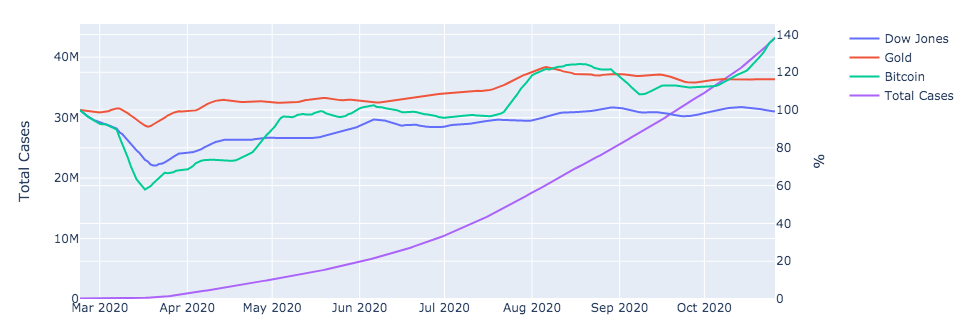 Total Cases
40M
30M
20M
10M
0
140
120
100
80
60
40
20
0
%
Mar 2020
Apr 2020
May 2020
Jun 2020
Jul 2020
Aug 2020
Sep 2020
Oct 2020
Dow Jones
Gold
Bitcoin
Total Cases